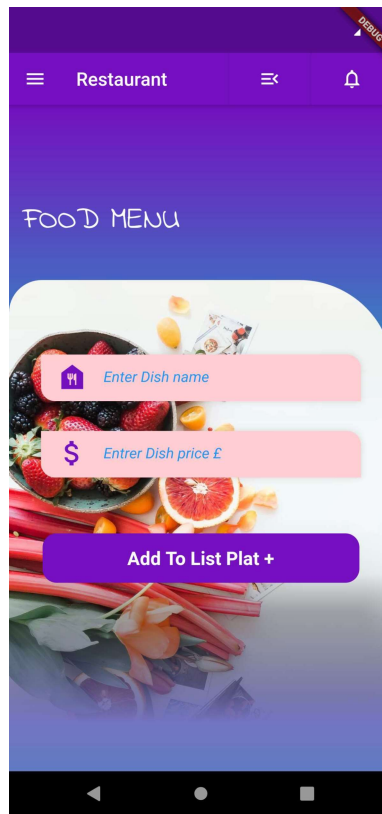 DEBUG
Restaurant
FOOD MENU
Enter Dish name
Entrer Dish price £
Add To List Plat +